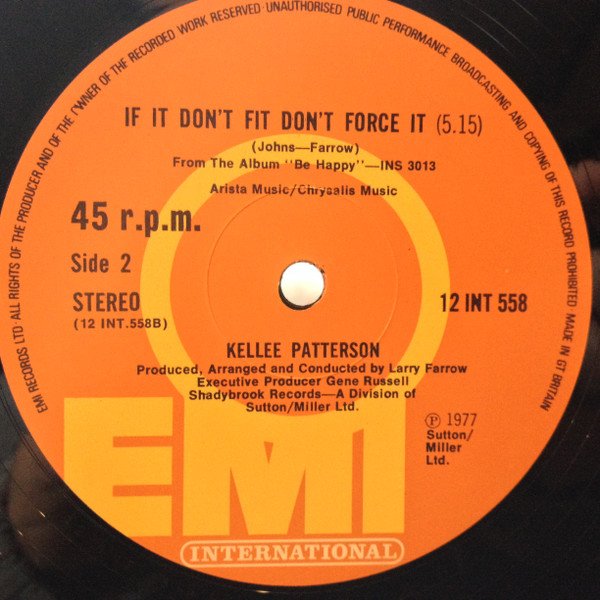 EMI RECORDS LTD·ALL RIGHTS OF THE PRODUCER AND OF THE OWNER OF THE RECORDED WORK RESERVED·UNAUTHORISED PUBLIC PERFORMANCE BROADCASTING AND COPYING OF THIS RECORD PROHIBITED MADE IN GT BRITAIN
IF IT DON'T FIT DON'T FORCE IT (5.15)
(Johns—Farrow)
From The Album "Be Happy"—INS 3013
Arista Music/Chrysalis Music
45 r.p.m.
Side 2
STEREO
(12 INT.558B)
12 INT 558
KELLEE PATTERSON
Produced, Arranged and Conducted by Larry Farrow
Executive Producer Gene Russell
Shadybrook Records—A Division of
Sutton/Miller Ltd.
Ⓟ 1977
Sutton/
Miller
Ltd.
EMI
INTERNATIONAL